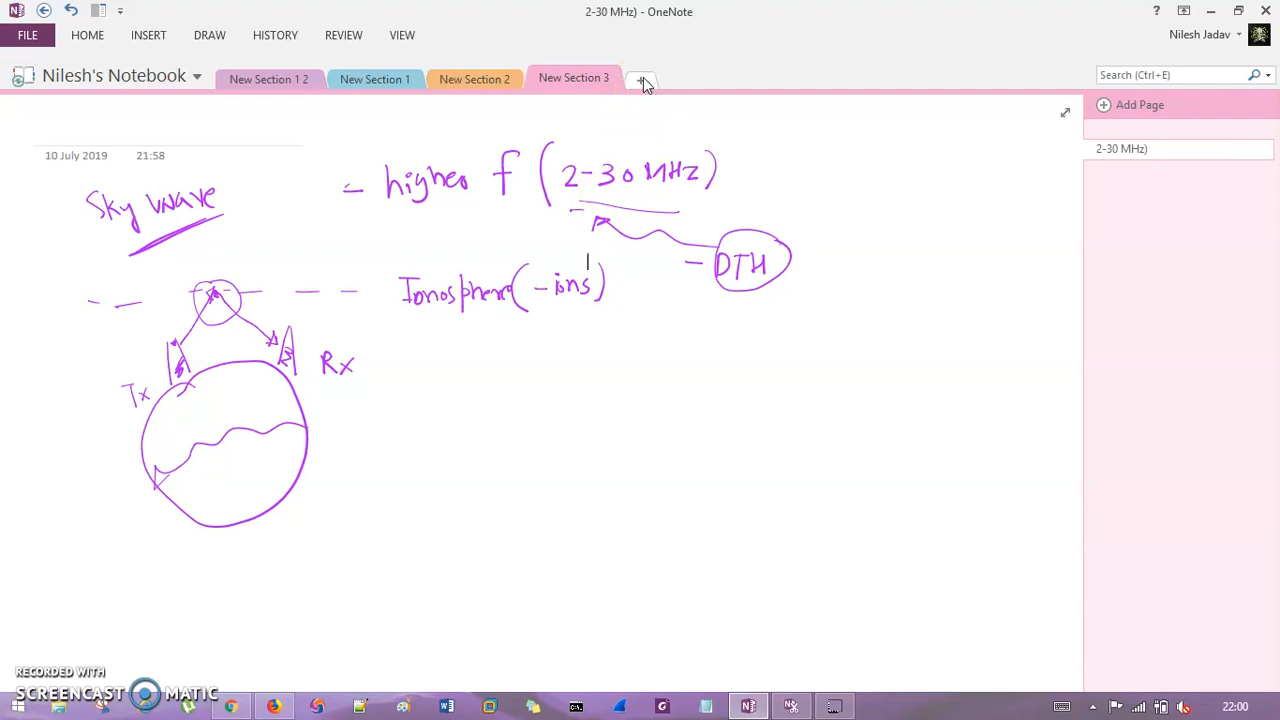 2-30 MHz) - OneNote
?
Nilesh Jadav
FILE HOME INSERT DRAW HISTORY REVIEW VIEW
Nilesh's Notebook
New Section 1 2
New Section 1
New Section 2
New Section 3
+
Search (Ctrl+E)
Add Page
2-30 MHz)
10 July 2019 21:58
Sky Wave
= higher f (2-30 MHz)
- DTH
Ionosphere (-ions)
Tx
Rx
RECORDED WITH
SCREENCAST MATIC
22:00